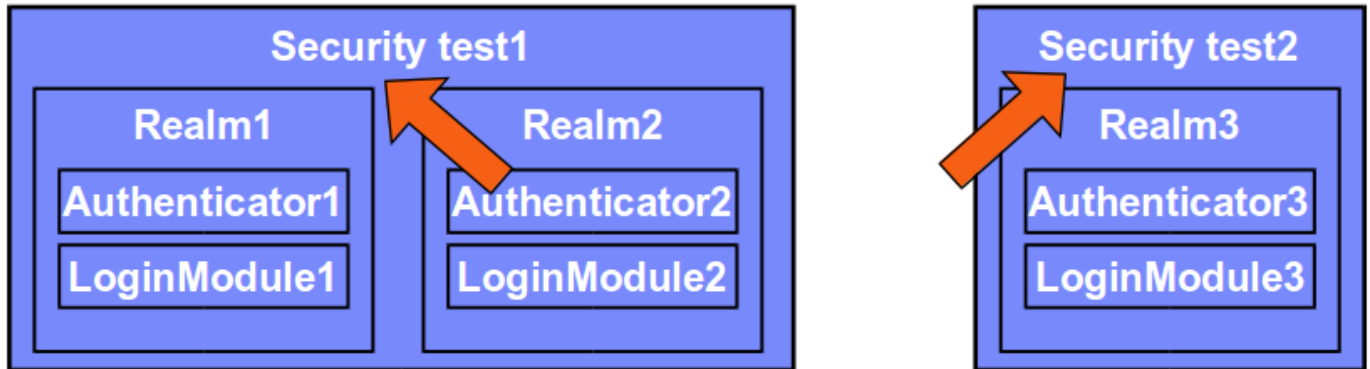 Security test1
Realm1
Authenticator1
LoginModule1
Realm2
Authenticator2
LoginModule2
Security test2
Realm3
Authenticator3
LoginModule3